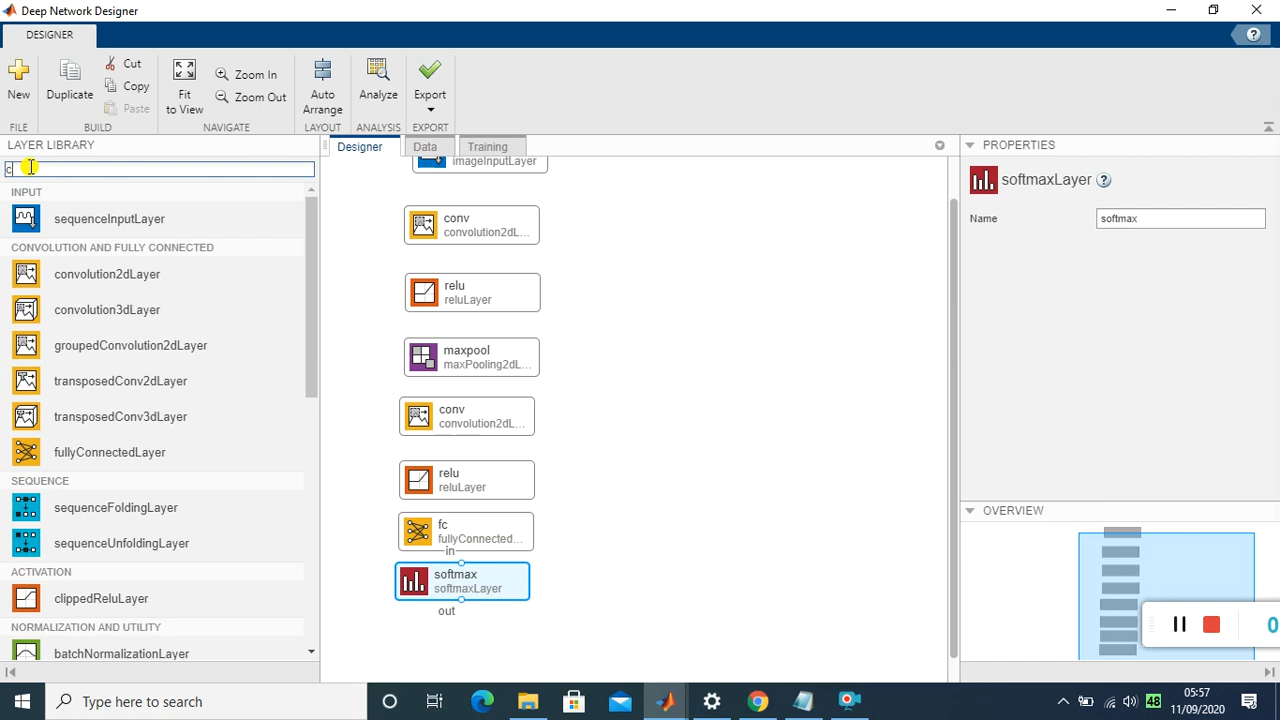 Deep Network Designer
DESIGNER
?
New
Duplicate
Cut
Copy
Paste
Fit
to View
Zoom In
Zoom Out
Auto
Arrange
Analyze
Export
FILE
BUILD
NAVIGATE
LAYOUT
ANALYSIS
EXPORT
LAYER LIBRARY
c
INPUT
sequenceInputLayer
CONVOLUTION AND FULLY CONNECTED
convolution2dLayer
convolution3dLayer
groupedConvolution2dLayer
transposedConv2dLayer
transposedConv3dLayer
fullyConnectedLayer
SEQUENCE
sequenceFoldingLayer
sequenceUnfoldingLayer
ACTIVATION
clippedReluLayer
NORMALIZATION AND UTILITY
batchNormalizationLayer
Designer
Data
Training
imageInputLayer
conv
convolution2dL...
relu
reluLayer
maxpool
maxPooling2dL...
conv
convolution2dL...
relu
reluLayer
fc
fullyConnected...
in
softmax
softmaxLayer
out
PROPERTIES
softmaxLayer ?
Name softmax
OVERVIEW
0
Type here to search
48
05:57
11/09/2020